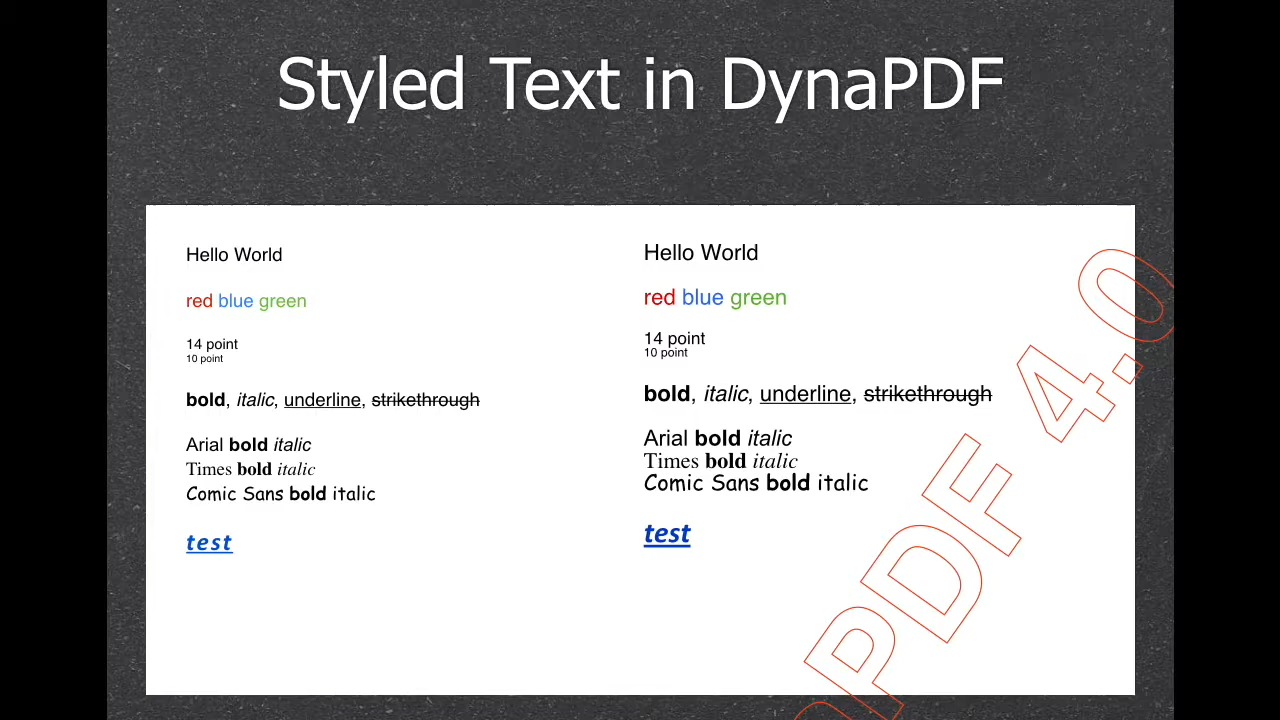 Styled Text in DynaPDF
Hello World
red blue green
14 point
10 point
bold, italic, underline, strikethrough
Arial bold italic
Times bold italic
Comic Sans bold italic
test
Hello World
red blue green
14 point
10 point
bold, italic, underline, strikethrough
Arial bold italic
Times bold italic
Comic Sans bold italic
test
PDF 4.0